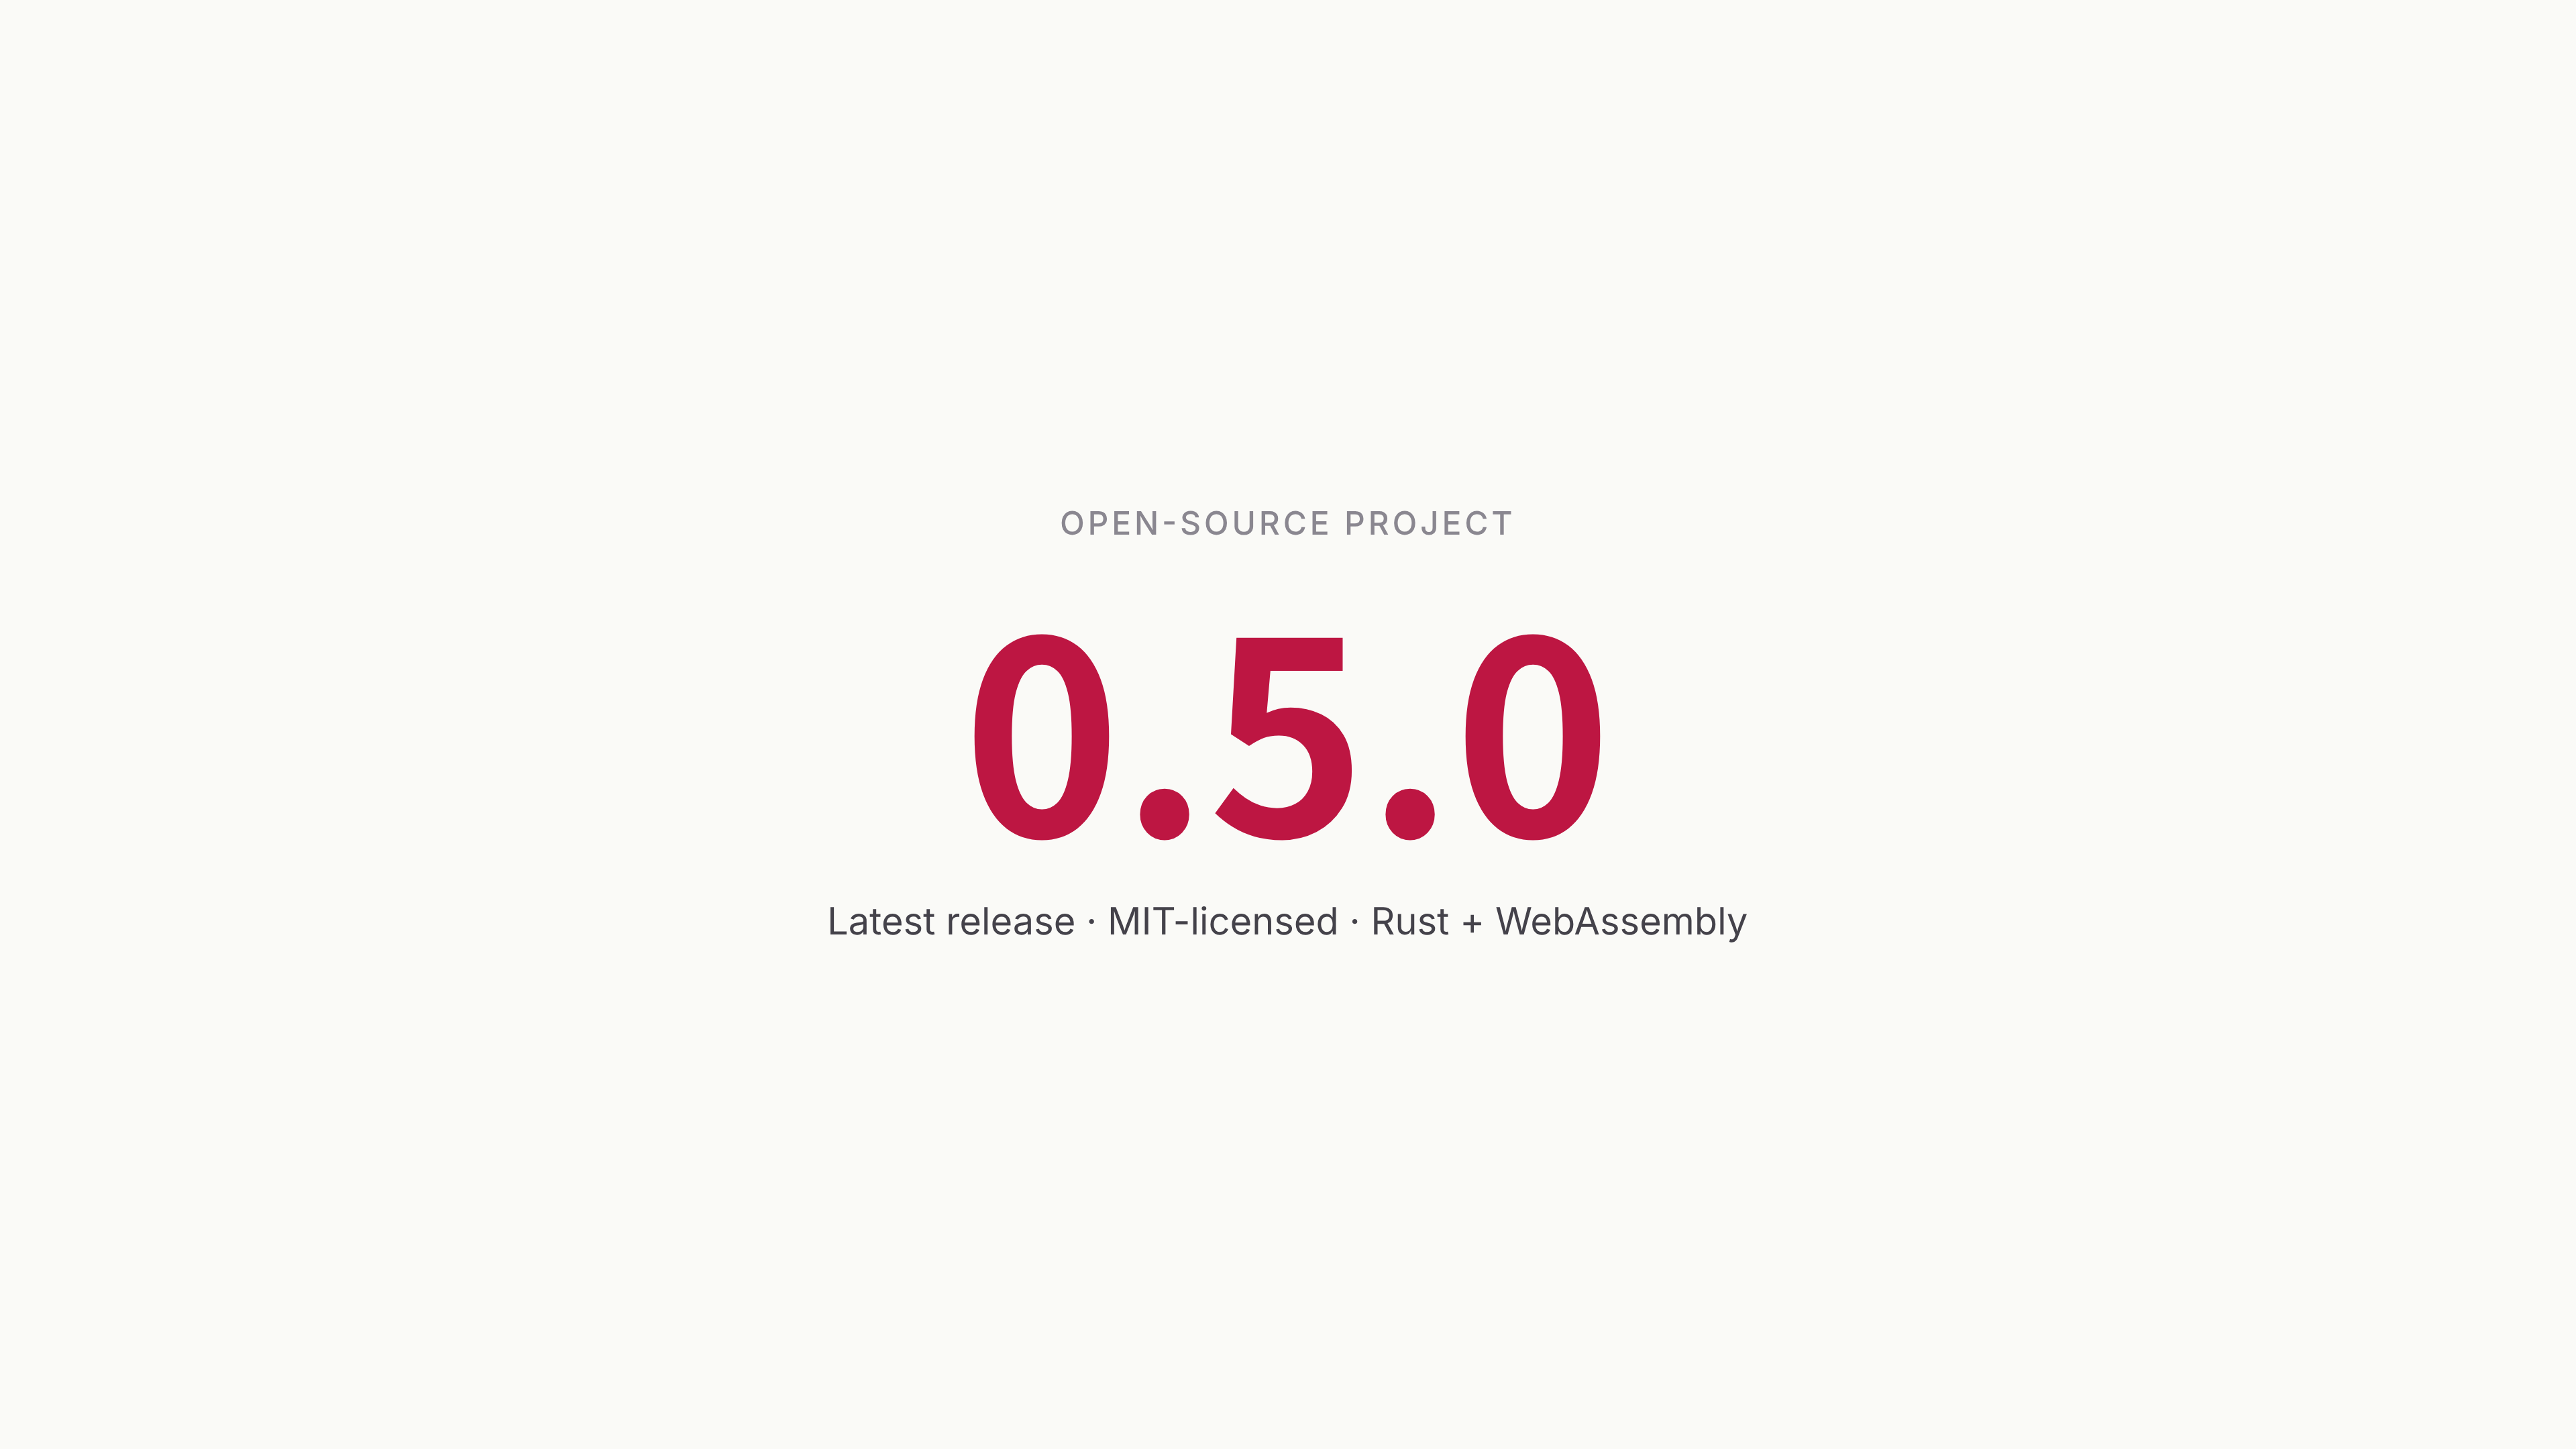 OPEN-SOURCE PROJECT
0.5.0
Latest release · MIT-licensed · Rust + WebAssembly